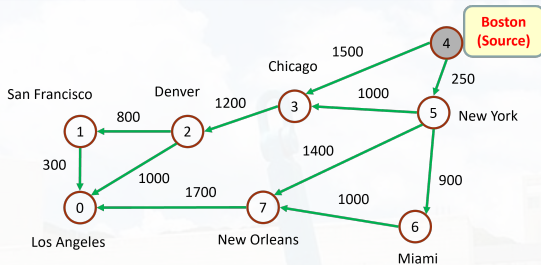 Boston
(Source)
4
1500
250
Chicago
San Francisco
Denver
1200
3
1000
5
New York
800
1
2
300
1000
1400
900
1700
1000
0
7
6
Los Angeles
New Orleans
Miami